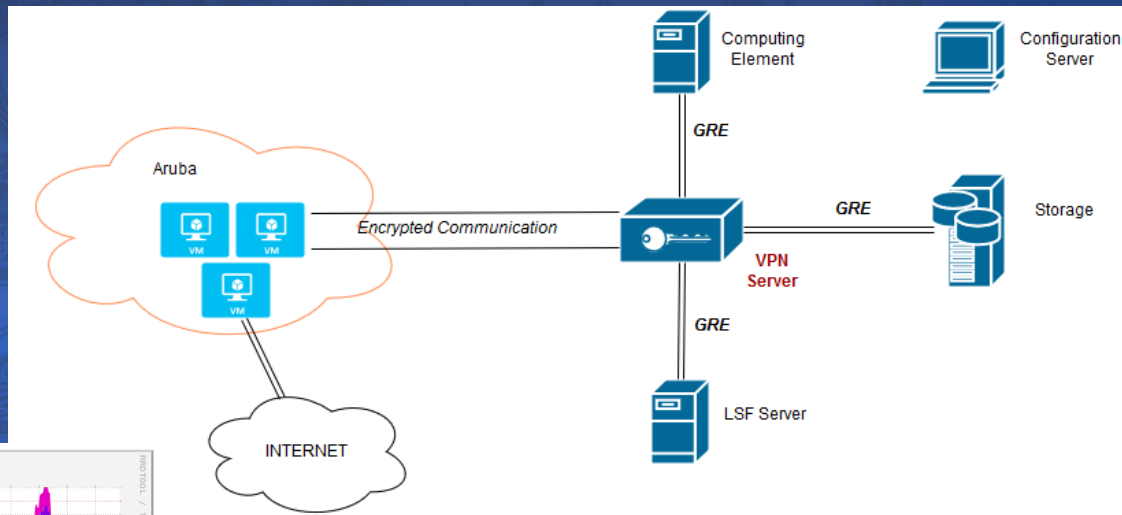 Computing
Element
Configuration
Server
GRE
Aruba
VM
VM
VM
Encrypted Communication
GRE
Storage
VPN
Server
GRE
LSF Server
INTERNET
RRDTOOL /